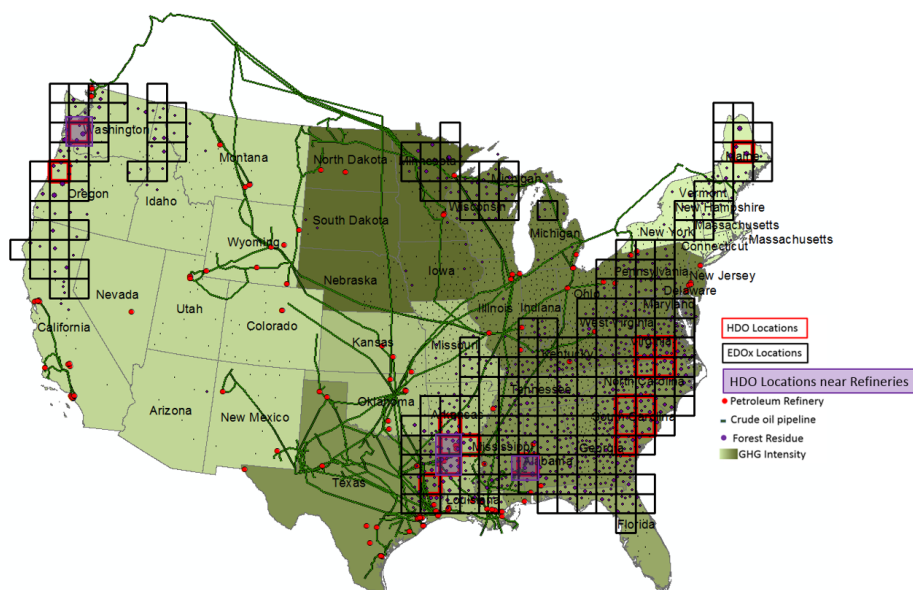 Washington
Montana
North Dakota
Minnesota
Maine
Oregon
Idaho
Michigan
Vermont
New Hampshire
South Dakota
Wisconsin
Michigan
Massachusetts
New York
Massachusetts
Wyoming
Connecticut
Nebraska
Iowa
Pennsylvania
New Jersey
Nevada
Utah
Illinois
Indiana
Ohio
Delaware
Maryland
California
Colorado
Kansas
Missouri
West Virginia
Virginia
HDO Locations
Kentucky
EDOx Locations
Arizona
New Mexico
Oklahoma
Tennessee
North Carolina
HDO Locations near Refineries
Arkansas
South Carolina
Petroleum Refinery
Crude oil pipeline
Mississippi
Georgia
Forest Residue
Alabama
GHG Intensity
Texas
Louisiana
Florida